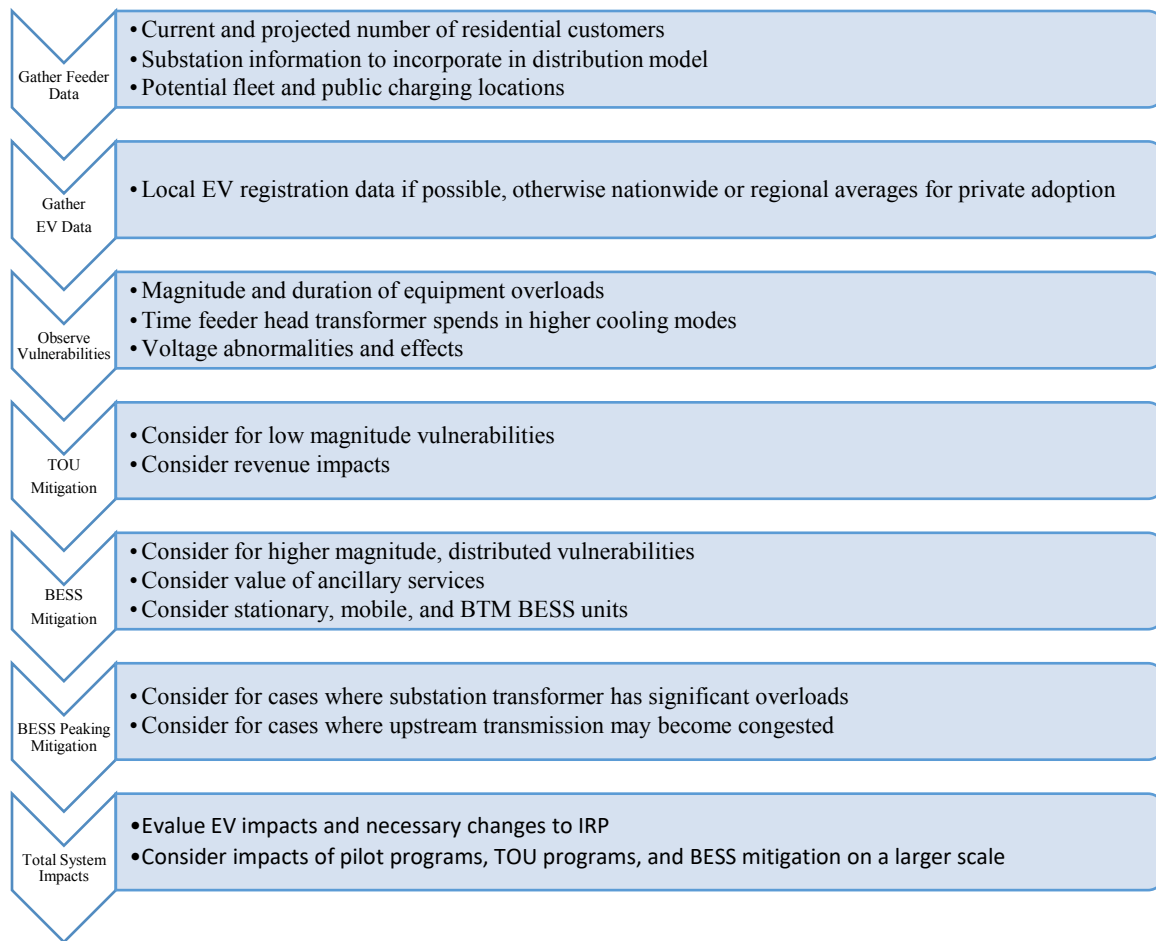 Gather Feeder
Data
• Current and projected number of residential customers
• Substation information to incorporate in distribution model
• Potential fleet and public charging locations
Gather
EV Data
• Local EV registration data if possible, otherwise nationwide or regional averages for private adoption
Observe
Vulnerabilities
• Magnitude and duration of equipment overloads
• Time feeder head transformer spends in higher cooling modes
• Voltage abnormalities and effects
TOU
Mitigation
• Consider for low magnitude vulnerabilities
• Consider revenue impacts
BESS
Mitigation
• Consider for higher magnitude, distributed vulnerabilities
• Consider value of ancillary services
• Consider stationary, mobile, and BTM BESS units
BESS Peaking
Mitigation
• Consider for cases where substation transformer has significant overloads
• Consider for cases where upstream transmission may become congested
Total System
Impacts
•Evalue EV impacts and necessary changes to IRP
•Consider impacts of pilot programs, TOU programs, and BESS mitigation on a larger scale